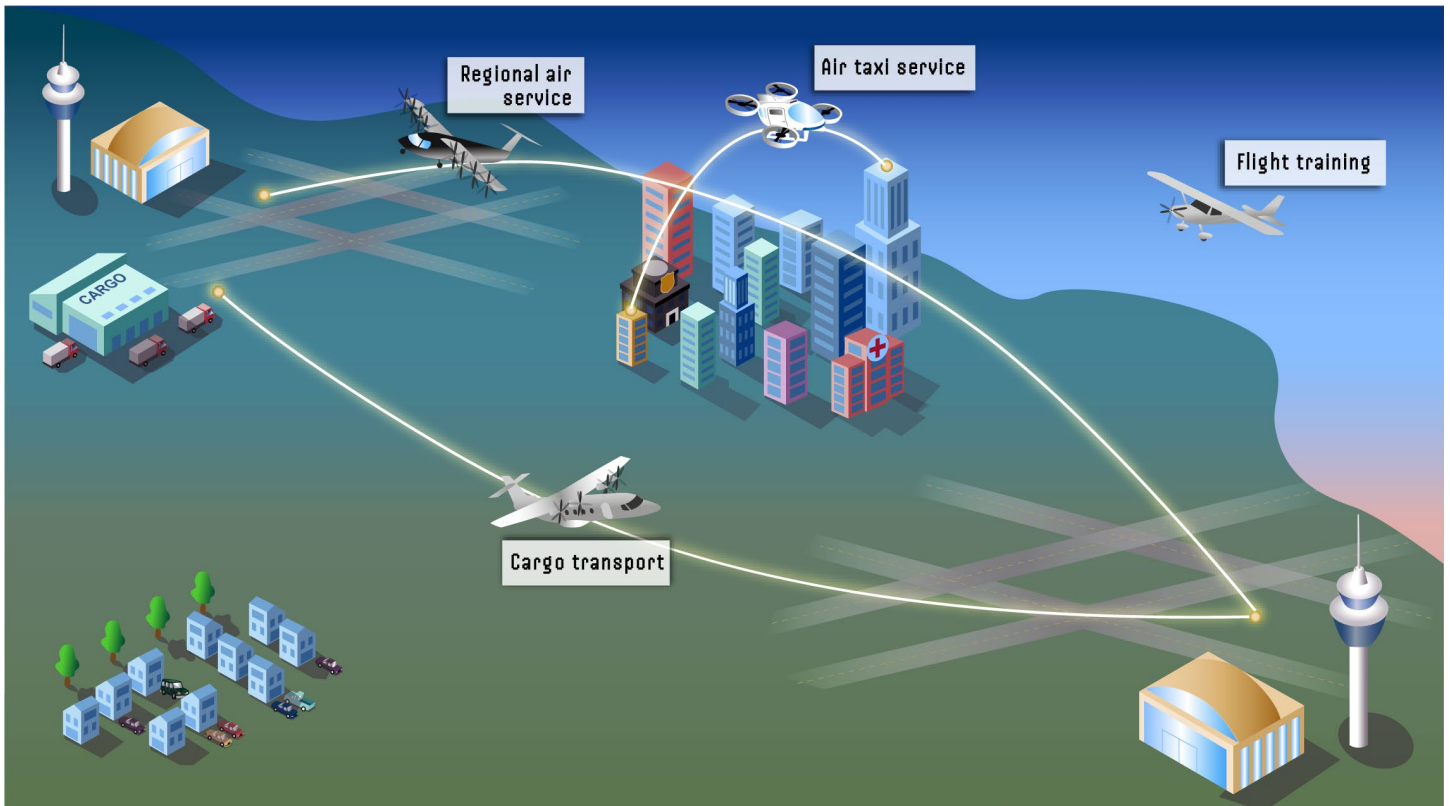 Regional air
service
Air taxi service
Flight training
CARGO
Cargo transport